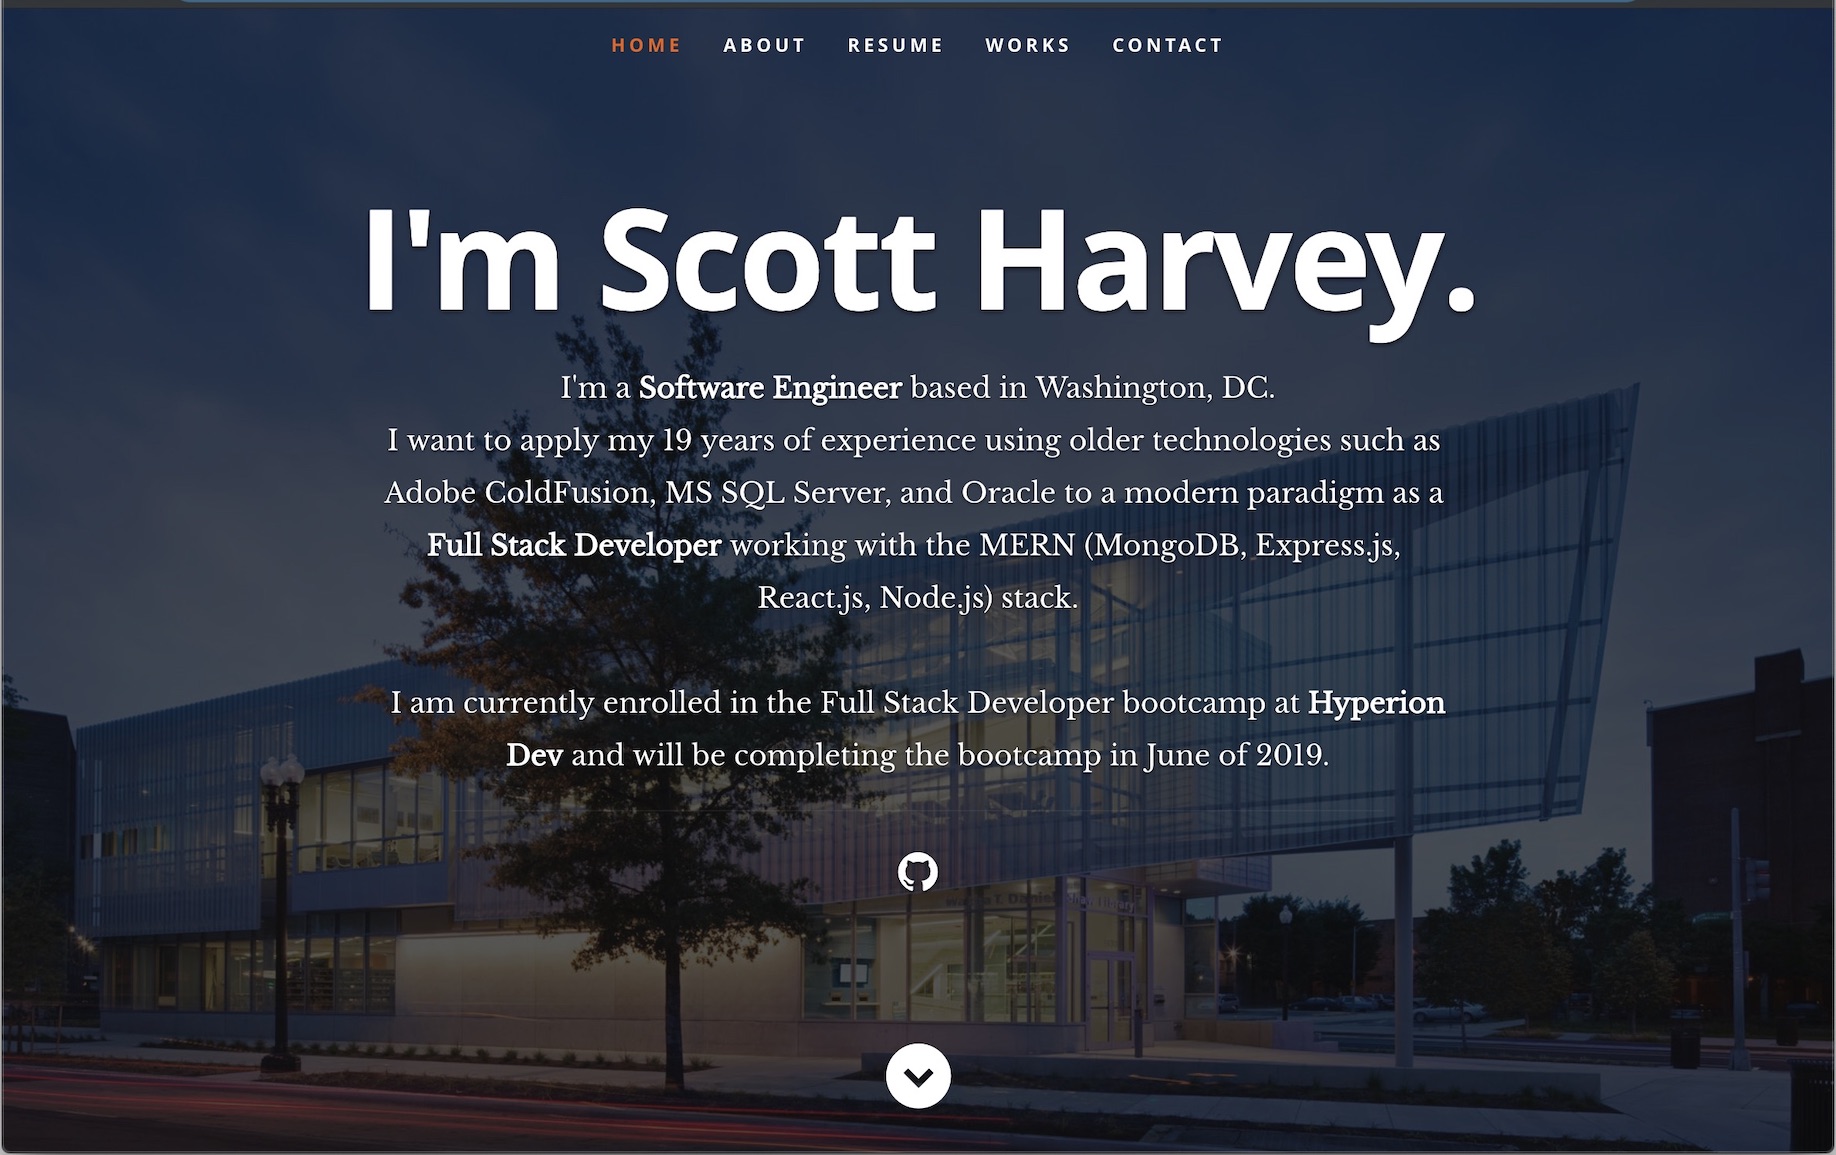 HOME ABOUT RESUME WORKS CONTACT
I'm Scott Harvey.
I'm a Software Engineer based in Washington, DC.
I want to apply my 19 years of experience using older technologies such as
Adobe ColdFusion, MS SQL Server, and Oracle to a modern paradigm as a
Full Stack Developer working with the MERN (MongoDB, Express.js,
React.js, Node.js) stack.
I am currently enrolled in the Full Stack Developer bootcamp at Hyperion
Dev and will be completing the bootcamp in June of 2019.